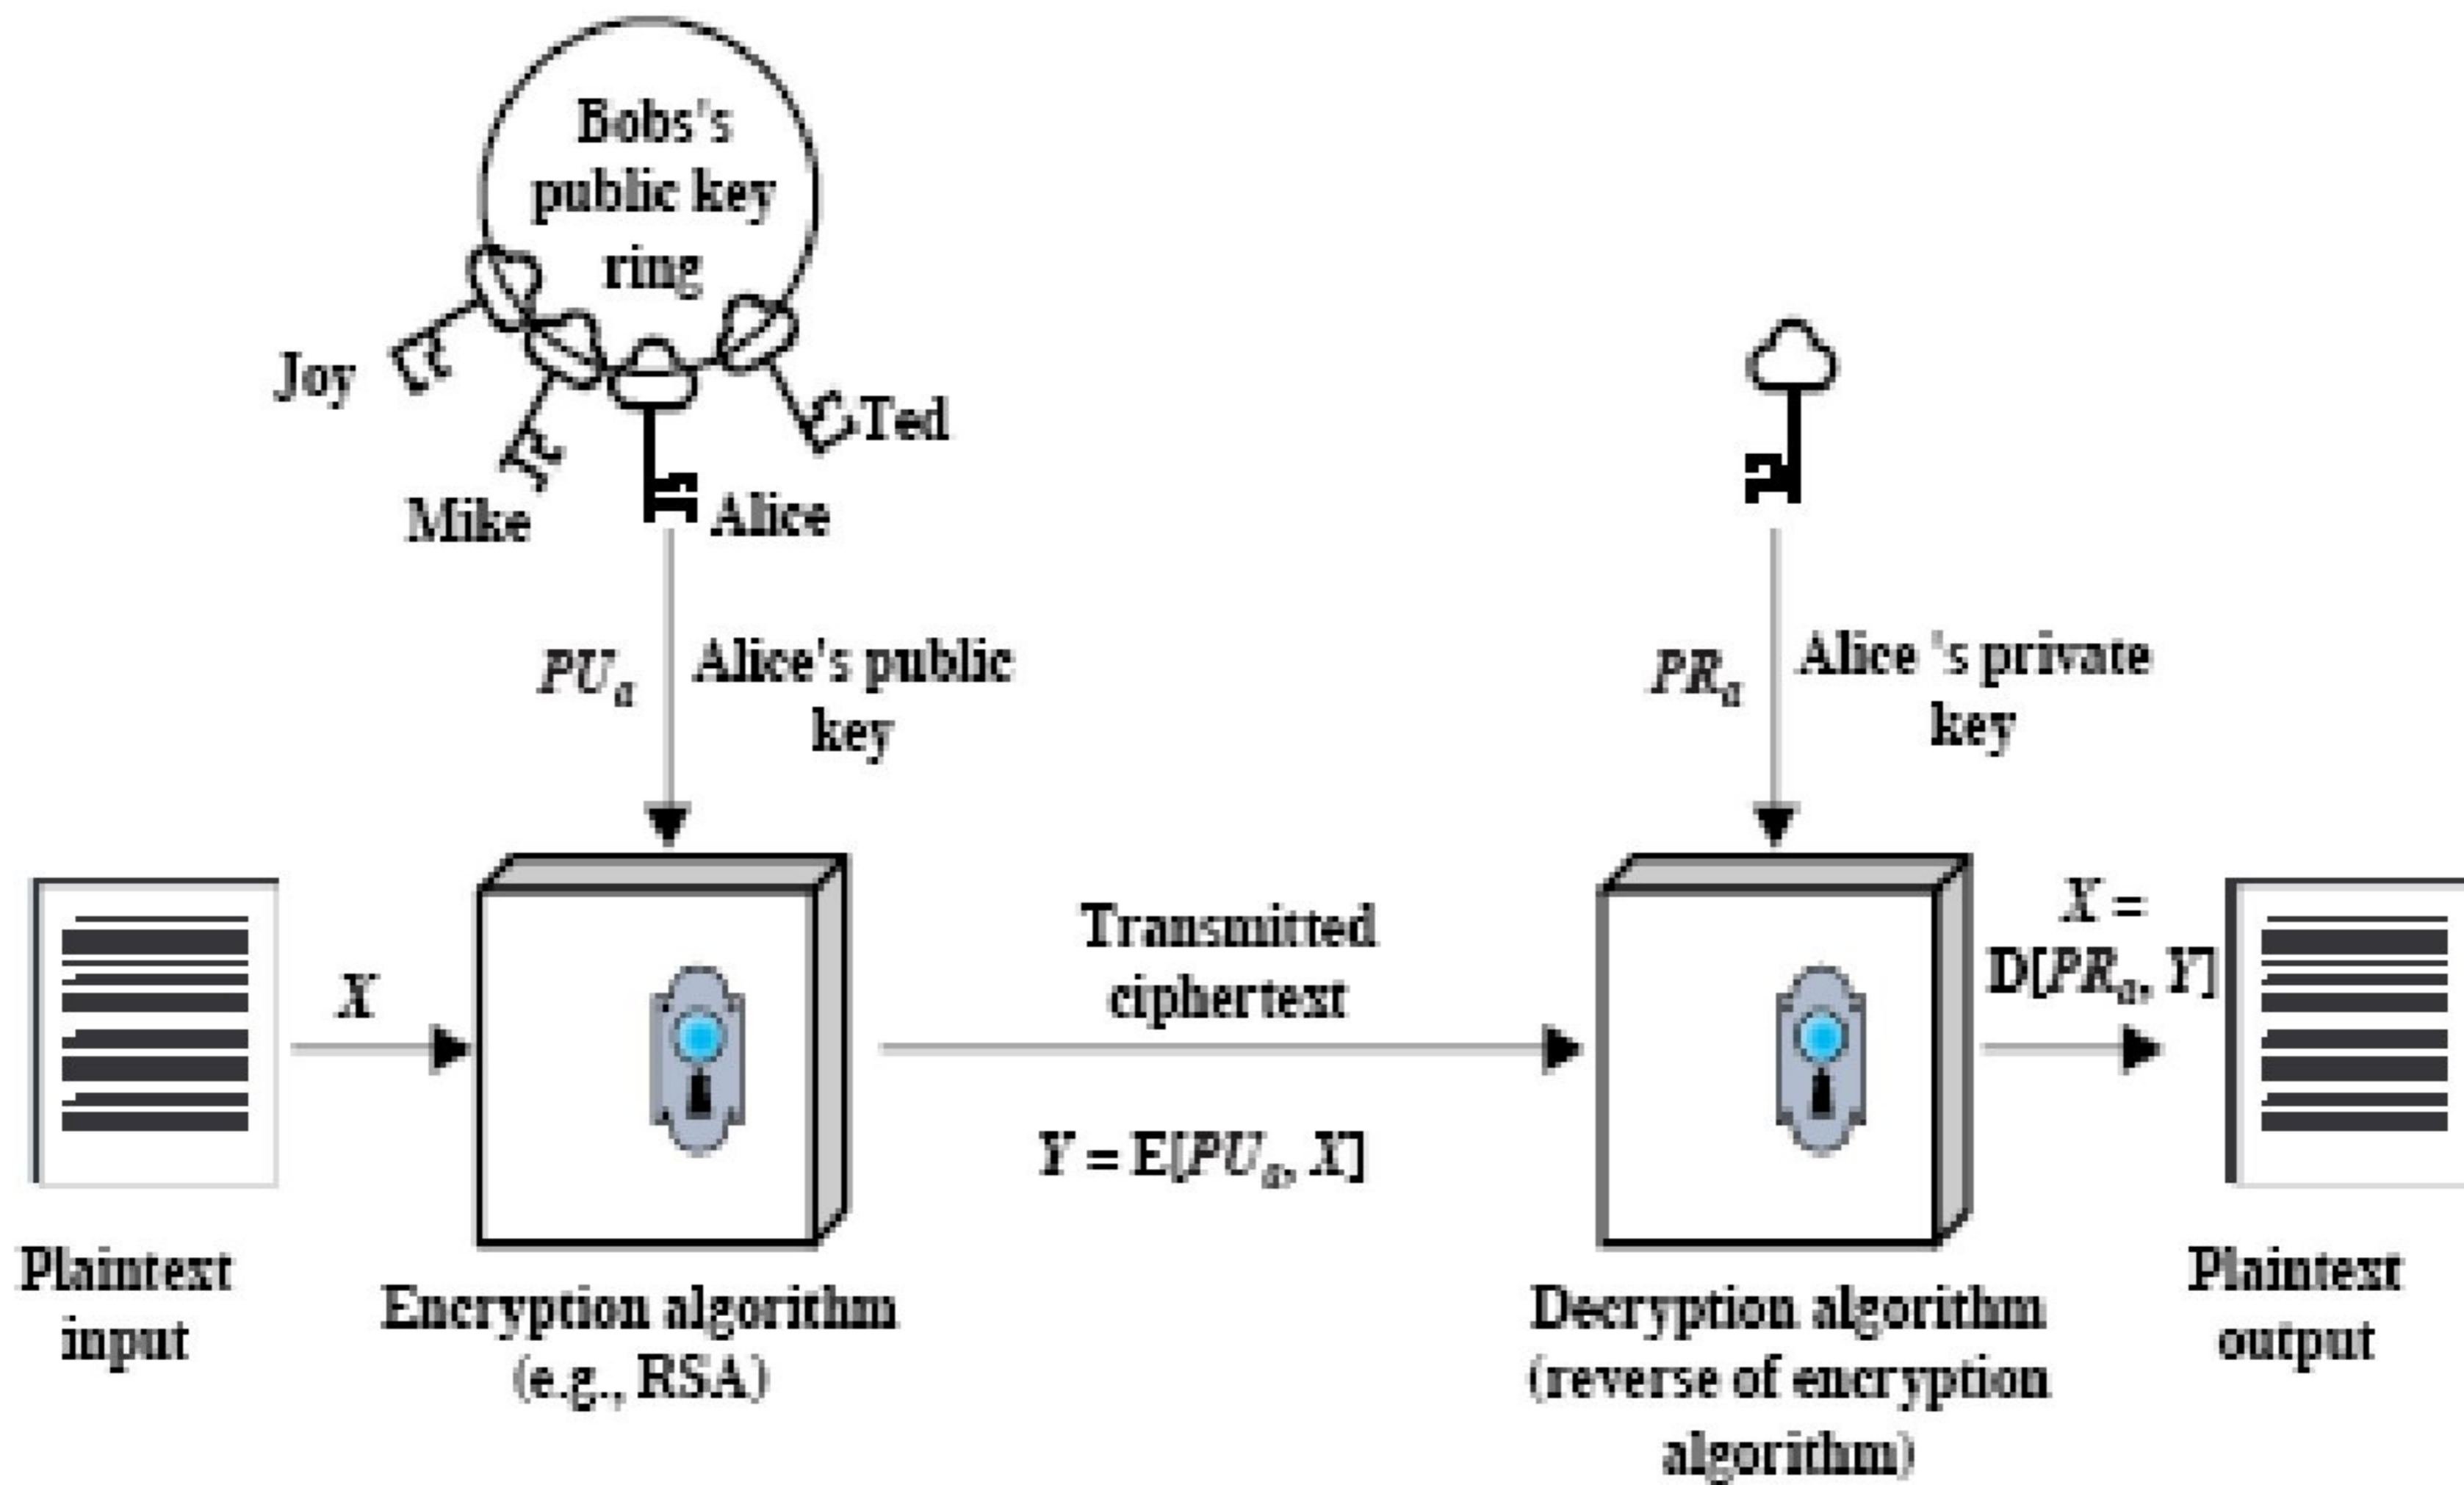 Bobs's
public key
ring
Joy
Ted
Mike
Alice
PUa
Alice's public
key
PRa
Alice 's private
key
X
Transmitted
ciphertext
Y = E[PUa, X]
X =
D[PRa, Y]
Plaintext
input
Encryption algorithm
(e.g., RSA)
Decryption algorithm
(reverse of encryption
algorithm)
Plaintext
output